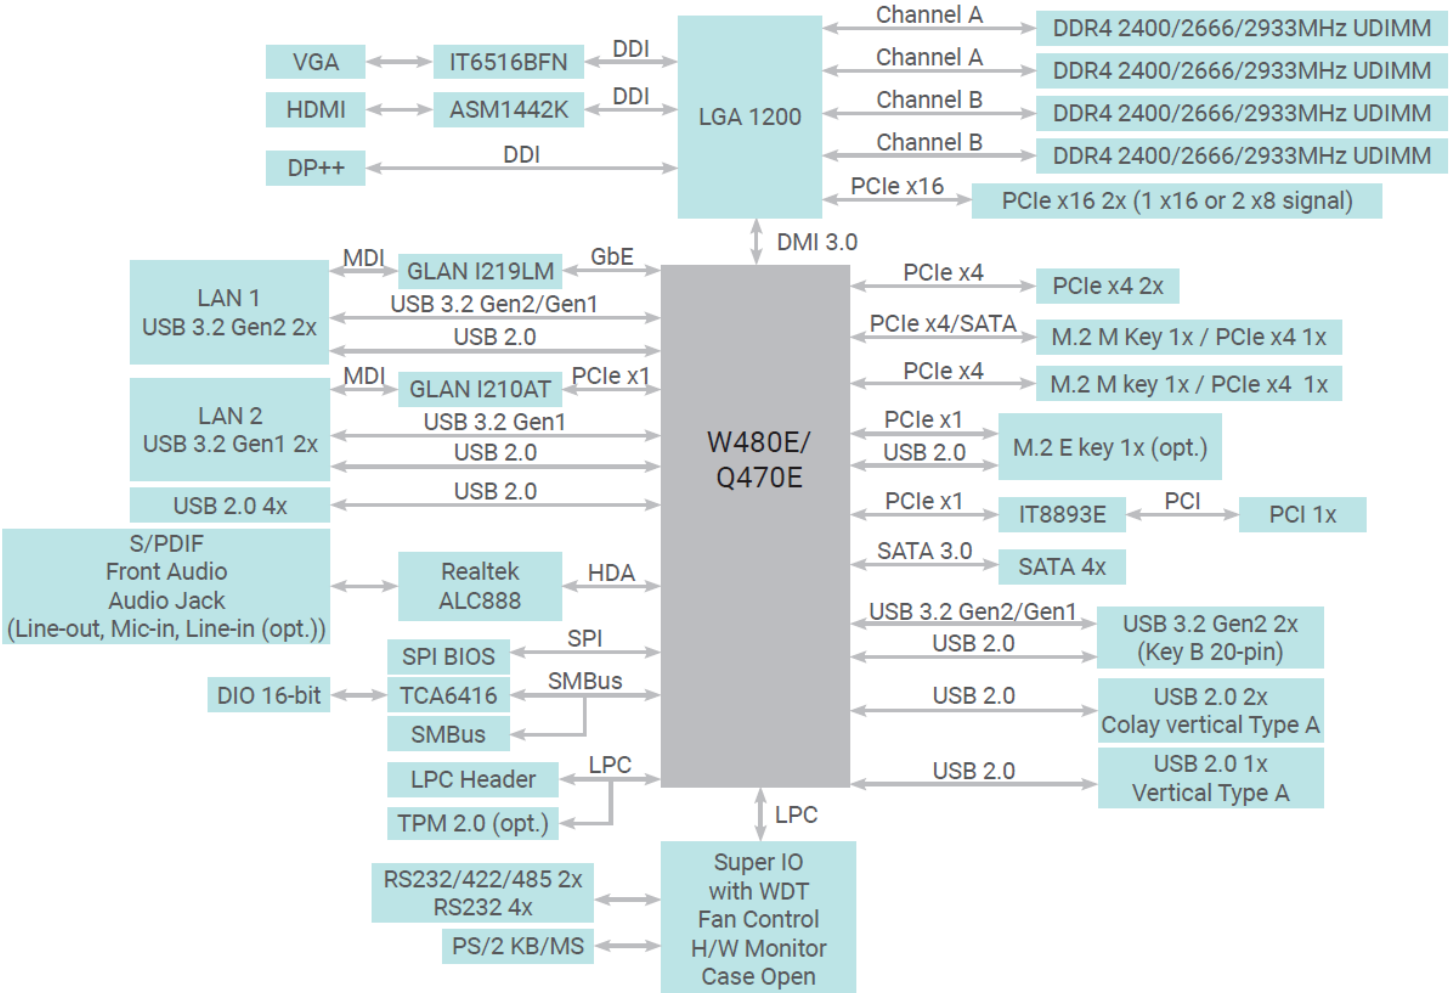 Channel A
DDR4 2400/2666/2933MHz UDIMM
VGA
IT6516BFN
DDI
Channel A
DDR4 2400/2666/2933MHz UDIMM
HDMI
ASM1442K
DDI
LGA 1200
Channel B
DDR4 2400/2666/2933MHz UDIMM
DP++
DDI
Channel B
DDR4 2400/2666/2933MHz UDIMM
PCIe x16
PCIe x16 2x (1 x16 or 2 x8 signal)
DMI 3.0
LAN 1
USB 3.2 Gen2 2x
MDI
GLAN I219LM
GbE
USB 3.2 Gen2/Gen1
USB 2.0
LAN 2
USB 3.2 Gen1 2x
MDI
GLAN I210AT
PCIe x1
USB 3.2 Gen1
USB 2.0
USB 2.0 4x
USB 2.0
S/PDIF
Front Audio
Audio Jack
(Line-out, Mic-in, Line-in (opt.))
Realtek
ALC888
HDA
SPI BIOS
SPI
DIO 16-bit
TCA6416
SMBus
SMBus
LPC Header
LPC
TPM 2.0 (opt.)
W480E/
Q470E
PCIe x4
PCIe x4 2x
PCIe x4/SATA
M.2 M Key 1x / PCIe x4 1x
PCIe x4
M.2 M key 1x / PCIe x4 1x
PCIe x1
USB 2.0
M.2 E key 1x (opt.)
PCIe x1
IT8893E
PCI
PCI 1x
SATA 3.0
SATA 4x
USB 3.2 Gen2/Gen1
USB 2.0
USB 3.2 Gen2 2x
(Key B 20-pin)
USB 2.0
USB 2.0 2x
Colay vertical Type A
USB 2.0
USB 2.0 1x
Vertical Type A
LPC
RS232/422/485 2x
RS232 4x
PS/2 KB/MS
Super IO
with WDT
Fan Control
H/W Monitor
Case Open